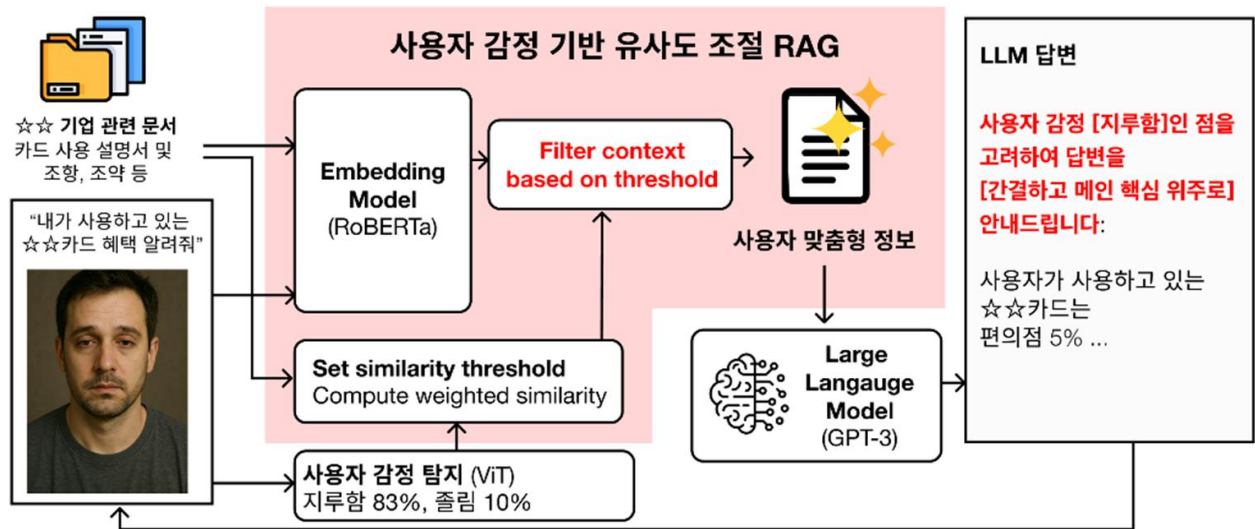 사용자 감정 기반 유사도 조절 RAG
☆☆ 기업 관련 문서
카드 사용 설명서 및
조항, 조약 등
“내가 사용하고 있는
☆☆카드 혜택 알려줘”
Embedding
Model
(RoBERTa)
Filter context
based on threshold
사용자 맞춤형 정보
Set similarity threshold
Compute weighted similarity
사용자 감정 탐지 (ViT)
지루함 83%, 졸림 10%
Large
Langauge
Model
(GPT-3)
LLM 답변
사용자 감정 [지루함]인 점을
고려하여 답변을
[간결하고 메인 핵심 위주로]
안내드립니다:
사용자가 사용하고 있는
☆☆카드는
편의점 5% ...